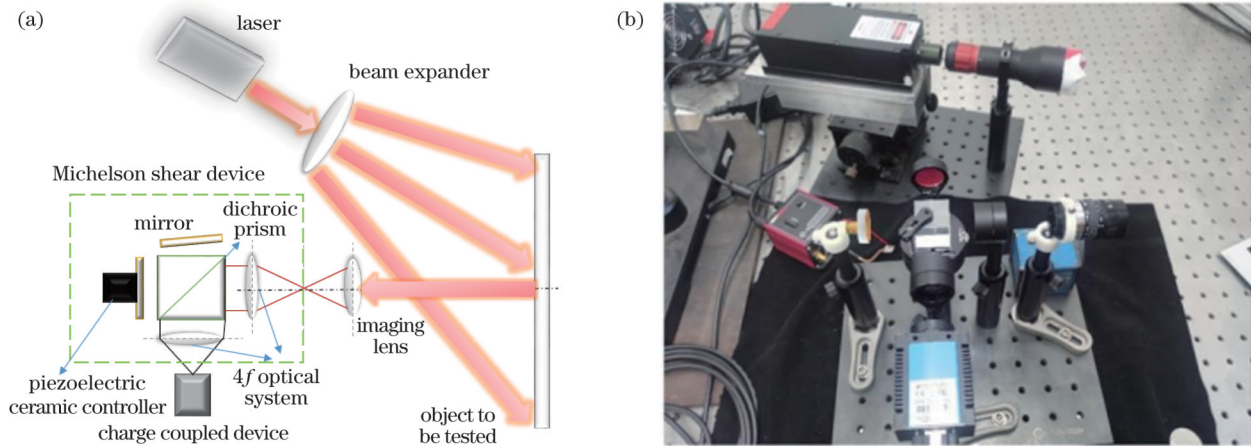 (a)
laser
beam expander
Michelson shear device
mirror
dichroic
prism
imaging
lens
piezoelectric
ceramic controller
4f optical
system
charge coupled device
object to
be tested
(b)